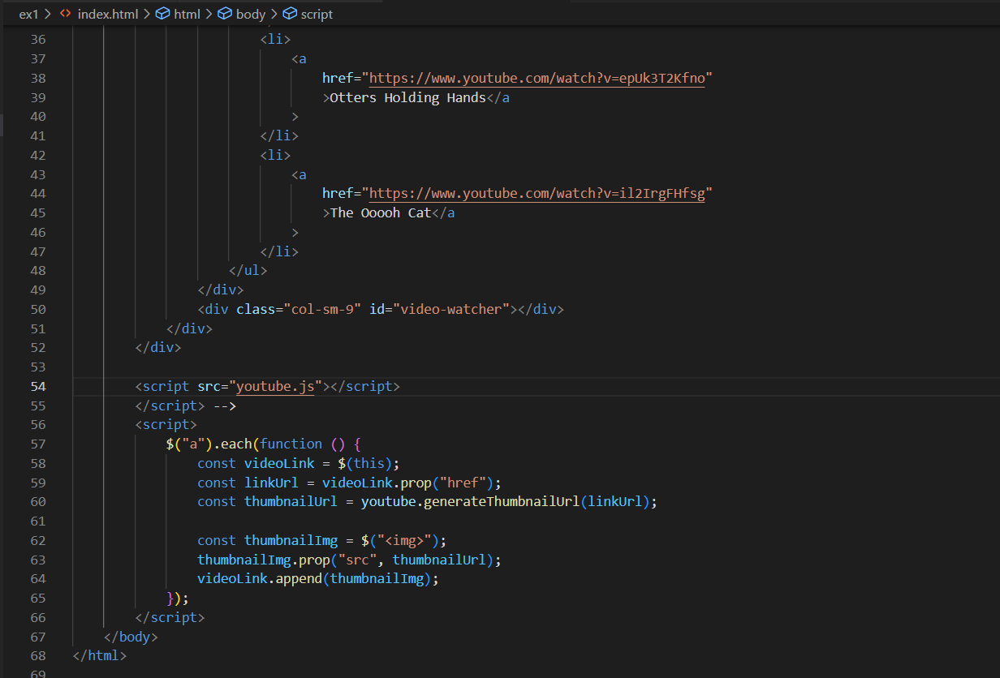 ex1 > <> index.html > html > body > script
36 <li>
37 <a
38 href="https://www.youtube.com/watch?v=epUk3T2Kfno"
39 >Otters Holding Hands</a
40 >
41 </li>
42 <li>
43 <a
44 href="https://www.youtube.com/watch?v=il2IrgFHfsg"
45 >The Ooooh Cat</a
46 >
47 </li>
48 </ul>
49 </div>
50 <div class="col-sm-9" id="video-watcher"></div>
51 </div>
52 </div>
53
54 <script src="youtube.js"></script>
55 </script> -->
56 <script>
57 $("a").each(function () {
58 const videoLink = $(this);
59 const linkUrl = videoLink.prop("href");
60 const thumbnailUrl = youtube.generateThumbnailUrl(linkUrl);
61
62 const thumbnailImg = $("<img>");
63 thumbnailImg.prop("src", thumbnailUrl);
64 videoLink.append(thumbnailImg);
65 });
66 </script>
67 </body>
68 </html>
69